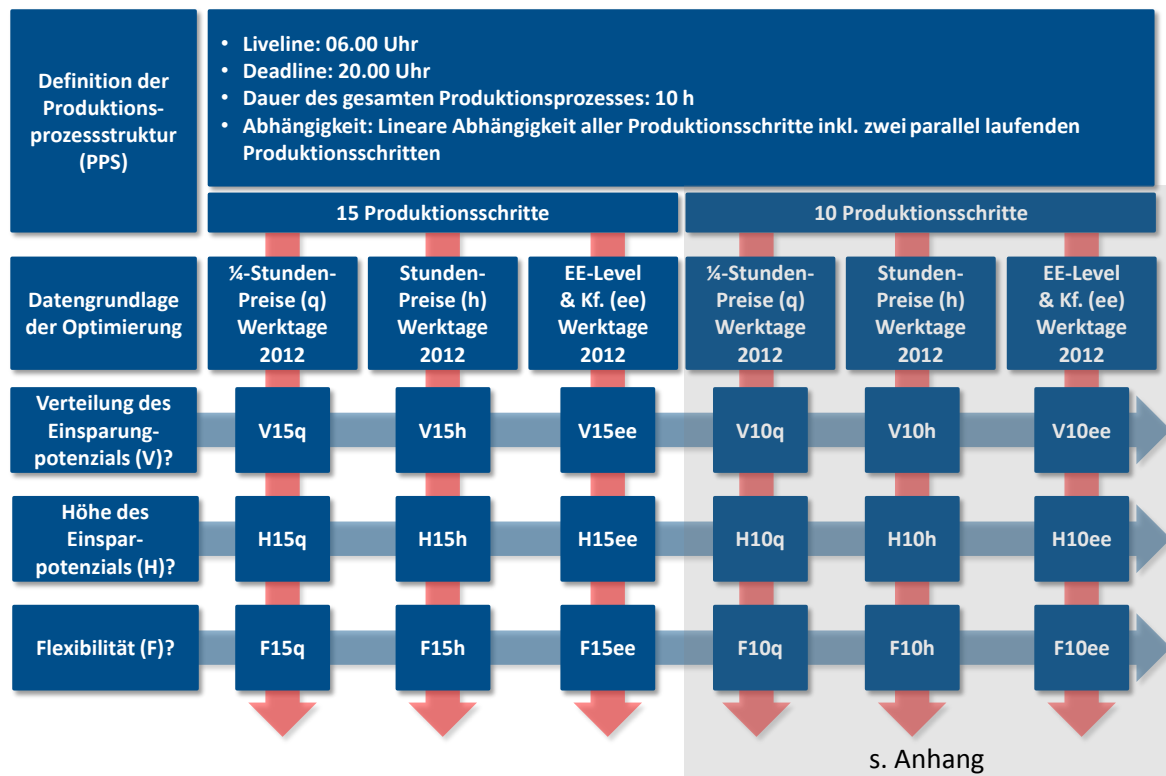 Definition der
Produktions-
prozessstruktur
(PPS)
• Liveline: 06.00 Uhr
• Deadline: 20.00 Uhr
• Dauer des gesamten Produktionsprozesses: 10 h
• Abhängigkeit: Lineare Abhängigkeit aller Produktionsschritte inkl. zwei parallel laufenden
Produktionsschritten
15 Produktionsschritte
10 Produktionsschritte
Datengrundlage
der Optimierung
¼-Stunden-
Preise (q)
Werktage
2012
Stunden-
Preise (h)
Werktage
2012
EE-Level
& Kf. (ee)
Werktage
2012
¼-Stunden-
Preise (q)
Werktage
2012
Stunden-
Preise (h)
Werktage
2012
EE-Level
& Kf. (ee)
Werktage
2012
Verteilung des
Einsparung-
potenzials (V)?
V15q
V15h
V15ee
V10q
V10h
V10ee
Höhe des
Einspar-
potenzials (H)?
H15q
H15h
H15ee
H10q
H10h
H10ee
Flexibilität (F)?
F15q
F15h
F15ee
F10q
F10h
F10ee
s. Anhang